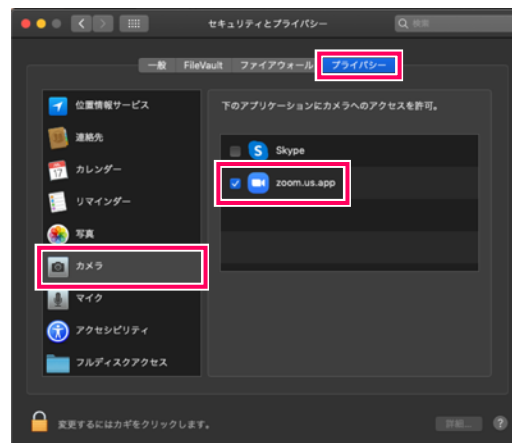 セキュリティとプライバシー
検索
一般
FileVault
ファイアウォール
プライバシー
位置情報サービス
連絡先
カレンダー
リマインダー
写真
カメラ
マイク
アクセシビリティ
フルディスクアクセス
下のアプリケーションにカメラへのアクセスを許可。
Skype
zoom.us.app
変更するにはカギをクリックします。
詳細...
?